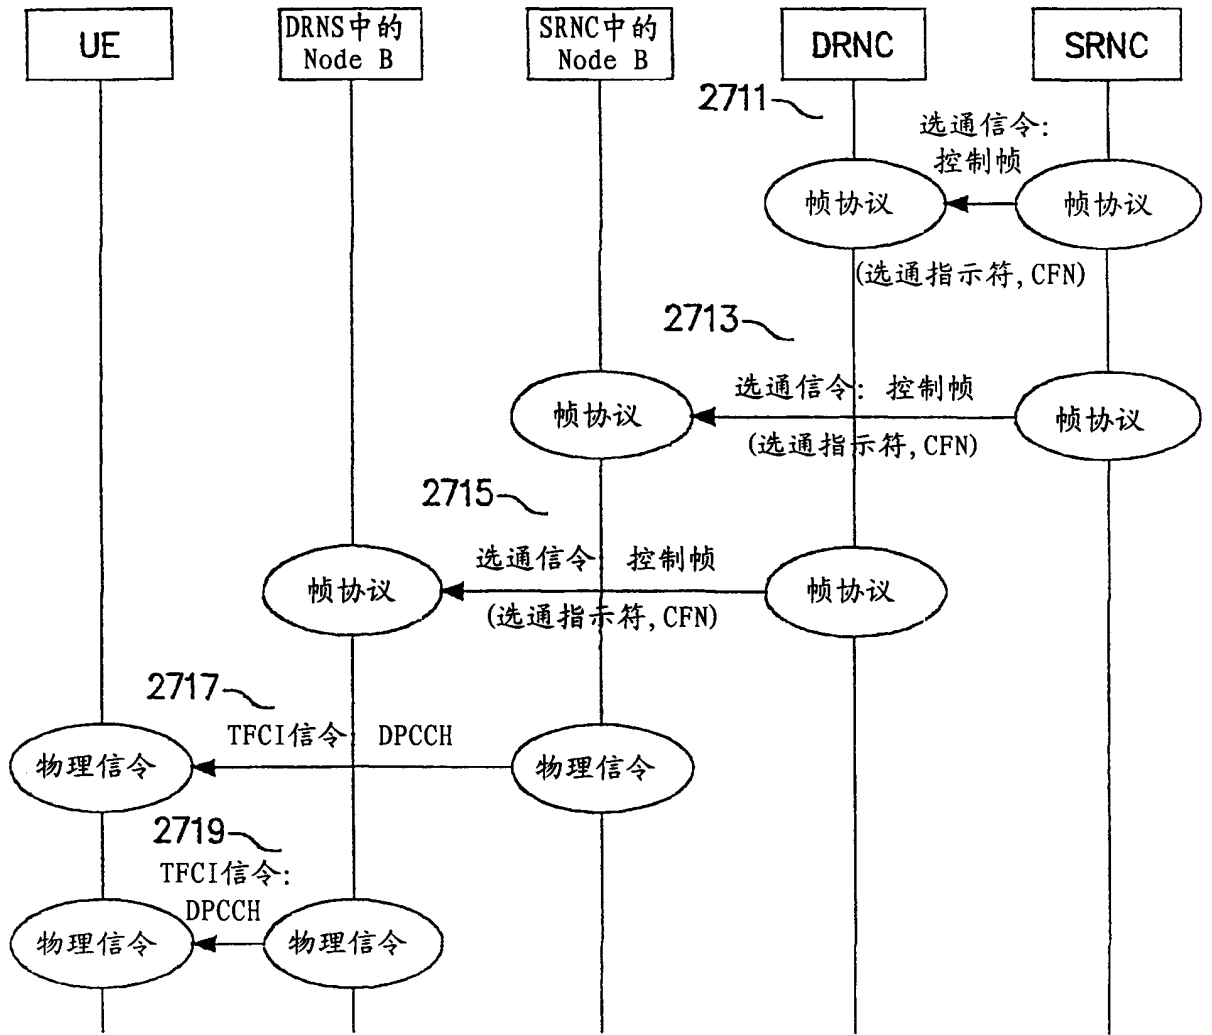 UE
DRNS中的
Node B
SRNC中的
Node B
DRNC
SRNC
2711
选通信令:
控制帧
帧协议
帧协议
(选通指示符,CFN)
2713
选通信令: 控制帧
帧协议
帧协议
(选通指示符,CFN)
2715
选通信令 控制帧
帧协议
帧协议
(选通指示符,CFN)
2717
TFCI信令 DPCCH
物理信令
物理信令
2719
TFCI信令:
DPCCH
物理信令
物理信令